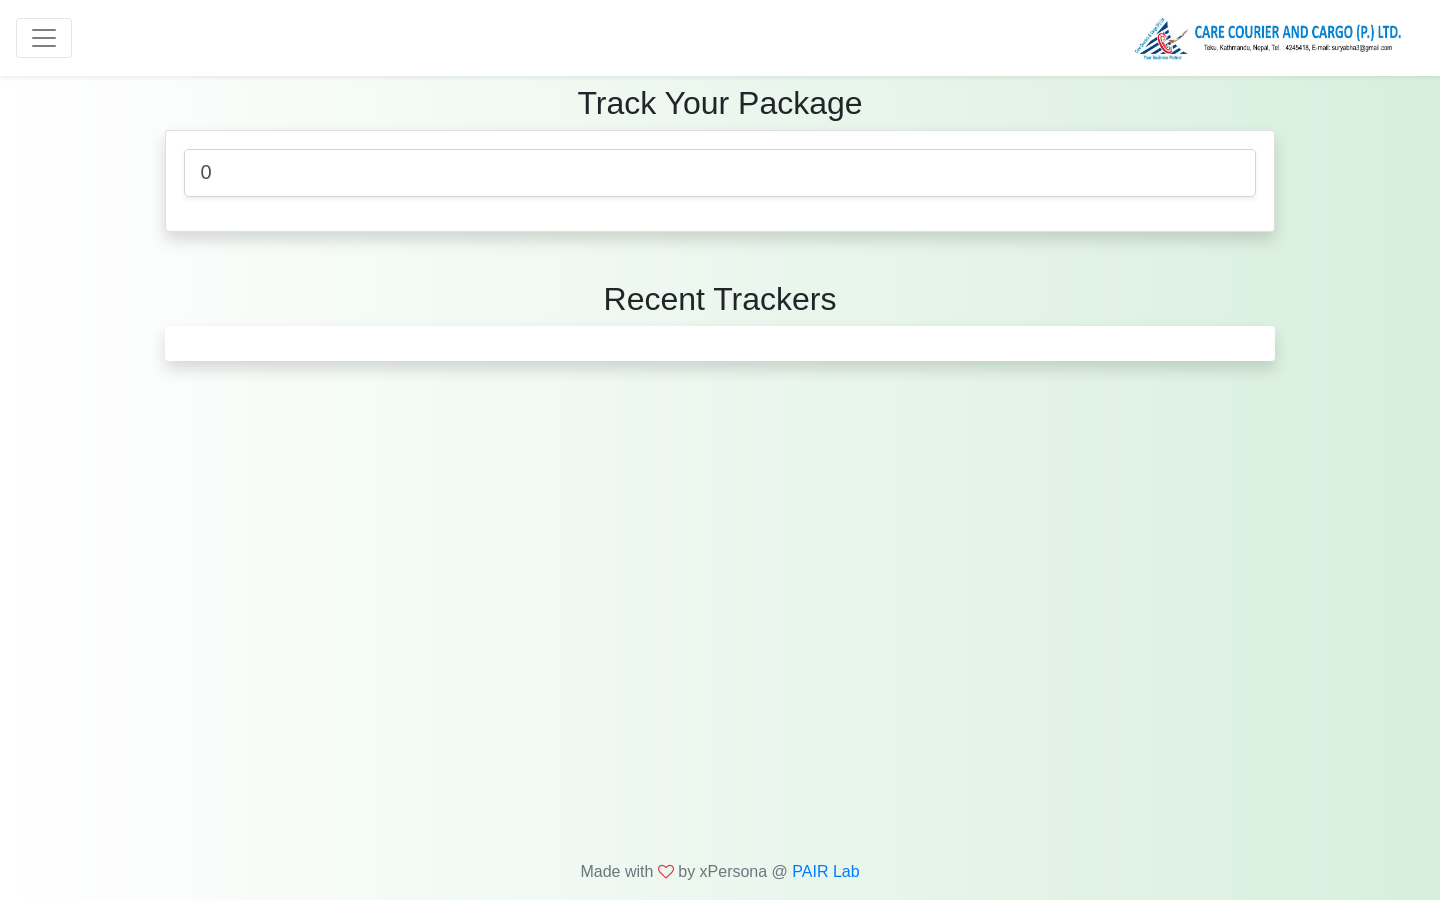 CARE COURIER AND CARGO (P.) LTD.
Teku, Kathmandu, Nepal, Tel. : 4245418, E-mail: suryabha3@gmail.com
Your Business Partner
Track Your Package
0
Recent Trackers
Made with by xPersona @ PAIR Lab